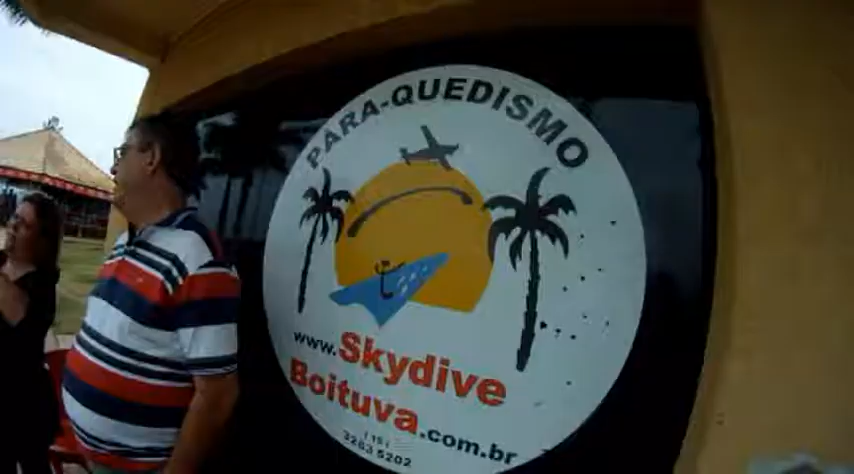 PARA-QUEDISMO
www.Skydive
Boituva.com.br
(15)
3263 5202